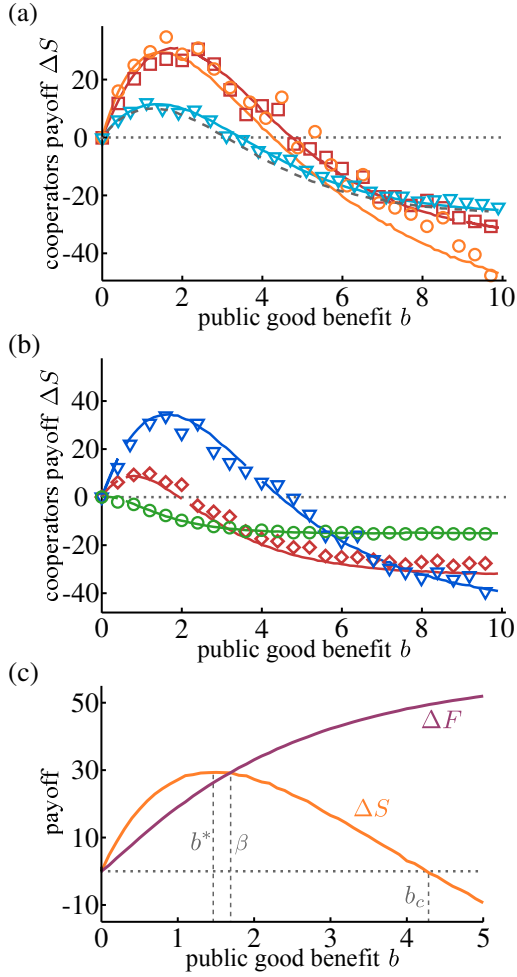 (a)
cooperators payoff ΔS
20
0
-20
-40
0
2
4
6
8
10
public good benefit b
(b)
cooperators payoff ΔS
40
20
0
-20
-40
0
2
4
6
8
10
public good benefit b
(c)
payoff
50
30
10
-10
ΔF
ΔS
b*
β
b_c
0
1
2
3
4
5
public good benefit b